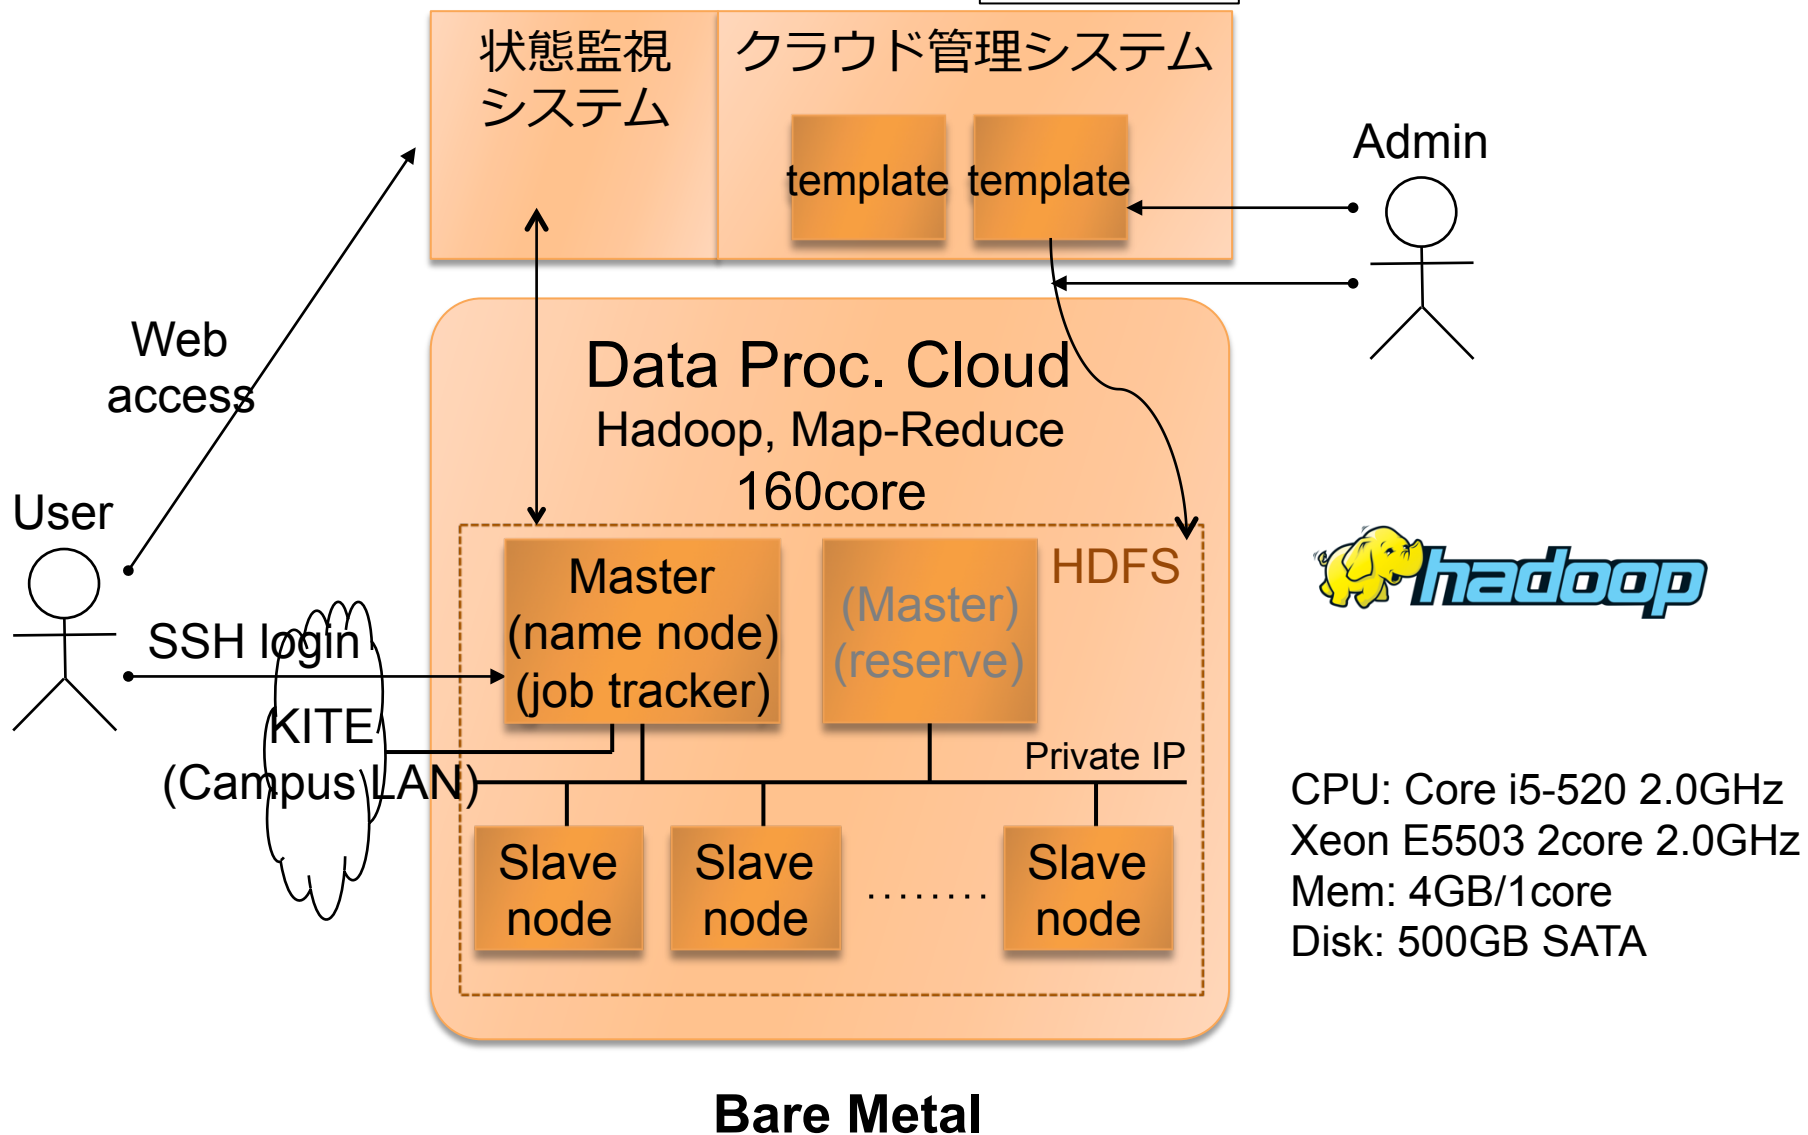 状態監視
システム
クラウド管理システム
template
template
Admin
Web
access
Data Proc. Cloud
Hadoop, Map-Reduce
160core
User
HDFS
Master
(name node)
(job tracker)
(Master)
(reserve)
hadoop
SSH login
KITE
(Campus LAN)
Private IP
Slave
node
Slave
node
........
Slave
node
CPU: Core i5-520 2.0GHz
Xeon E5503 2core 2.0GHz
Mem: 4GB/1core
Disk: 500GB SATA
Bare Metal